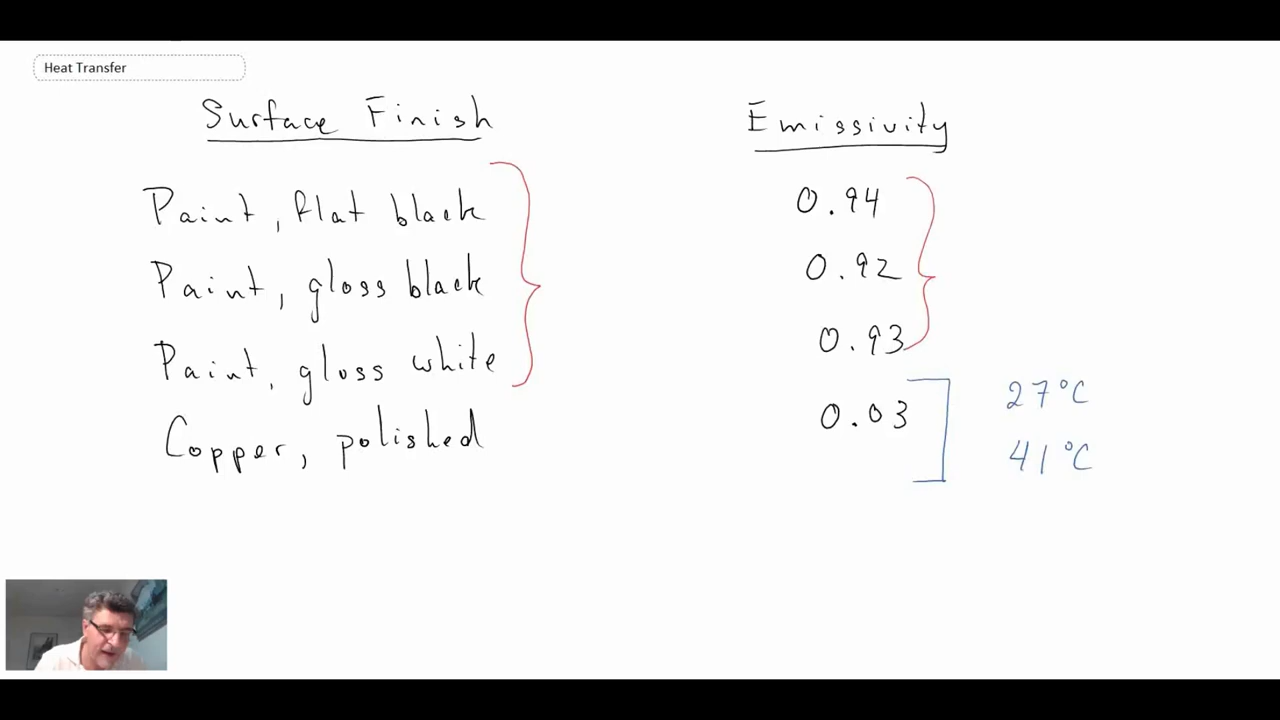 Heat Transfer
Surface Finish
Emissivity
Paint, flat black
0.94
Paint, gloss black
0.92
Paint, gloss white
0.93
Copper, polished
0.03
27°C
41°C